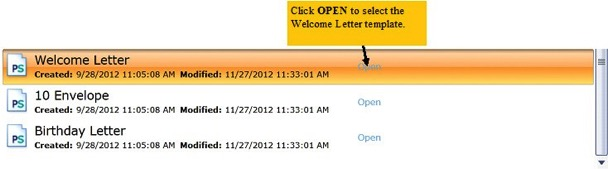 Click OPEN to select the
Welcome Letter template.
Welcome Letter
Open
Created: 9/28/2012 11:05:08 AM Modified: 11/27/2012 11:33:01 AM
PS
10 Envelope
Open
Created: 9/28/2012 11:05:08 AM Modified: 11/27/2012 11:33:01 AM
PS
Birthday Letter
Open
Created: 9/28/2012 11:05:08 AM Modified: 11/27/2012 11:33:01 AM
PS